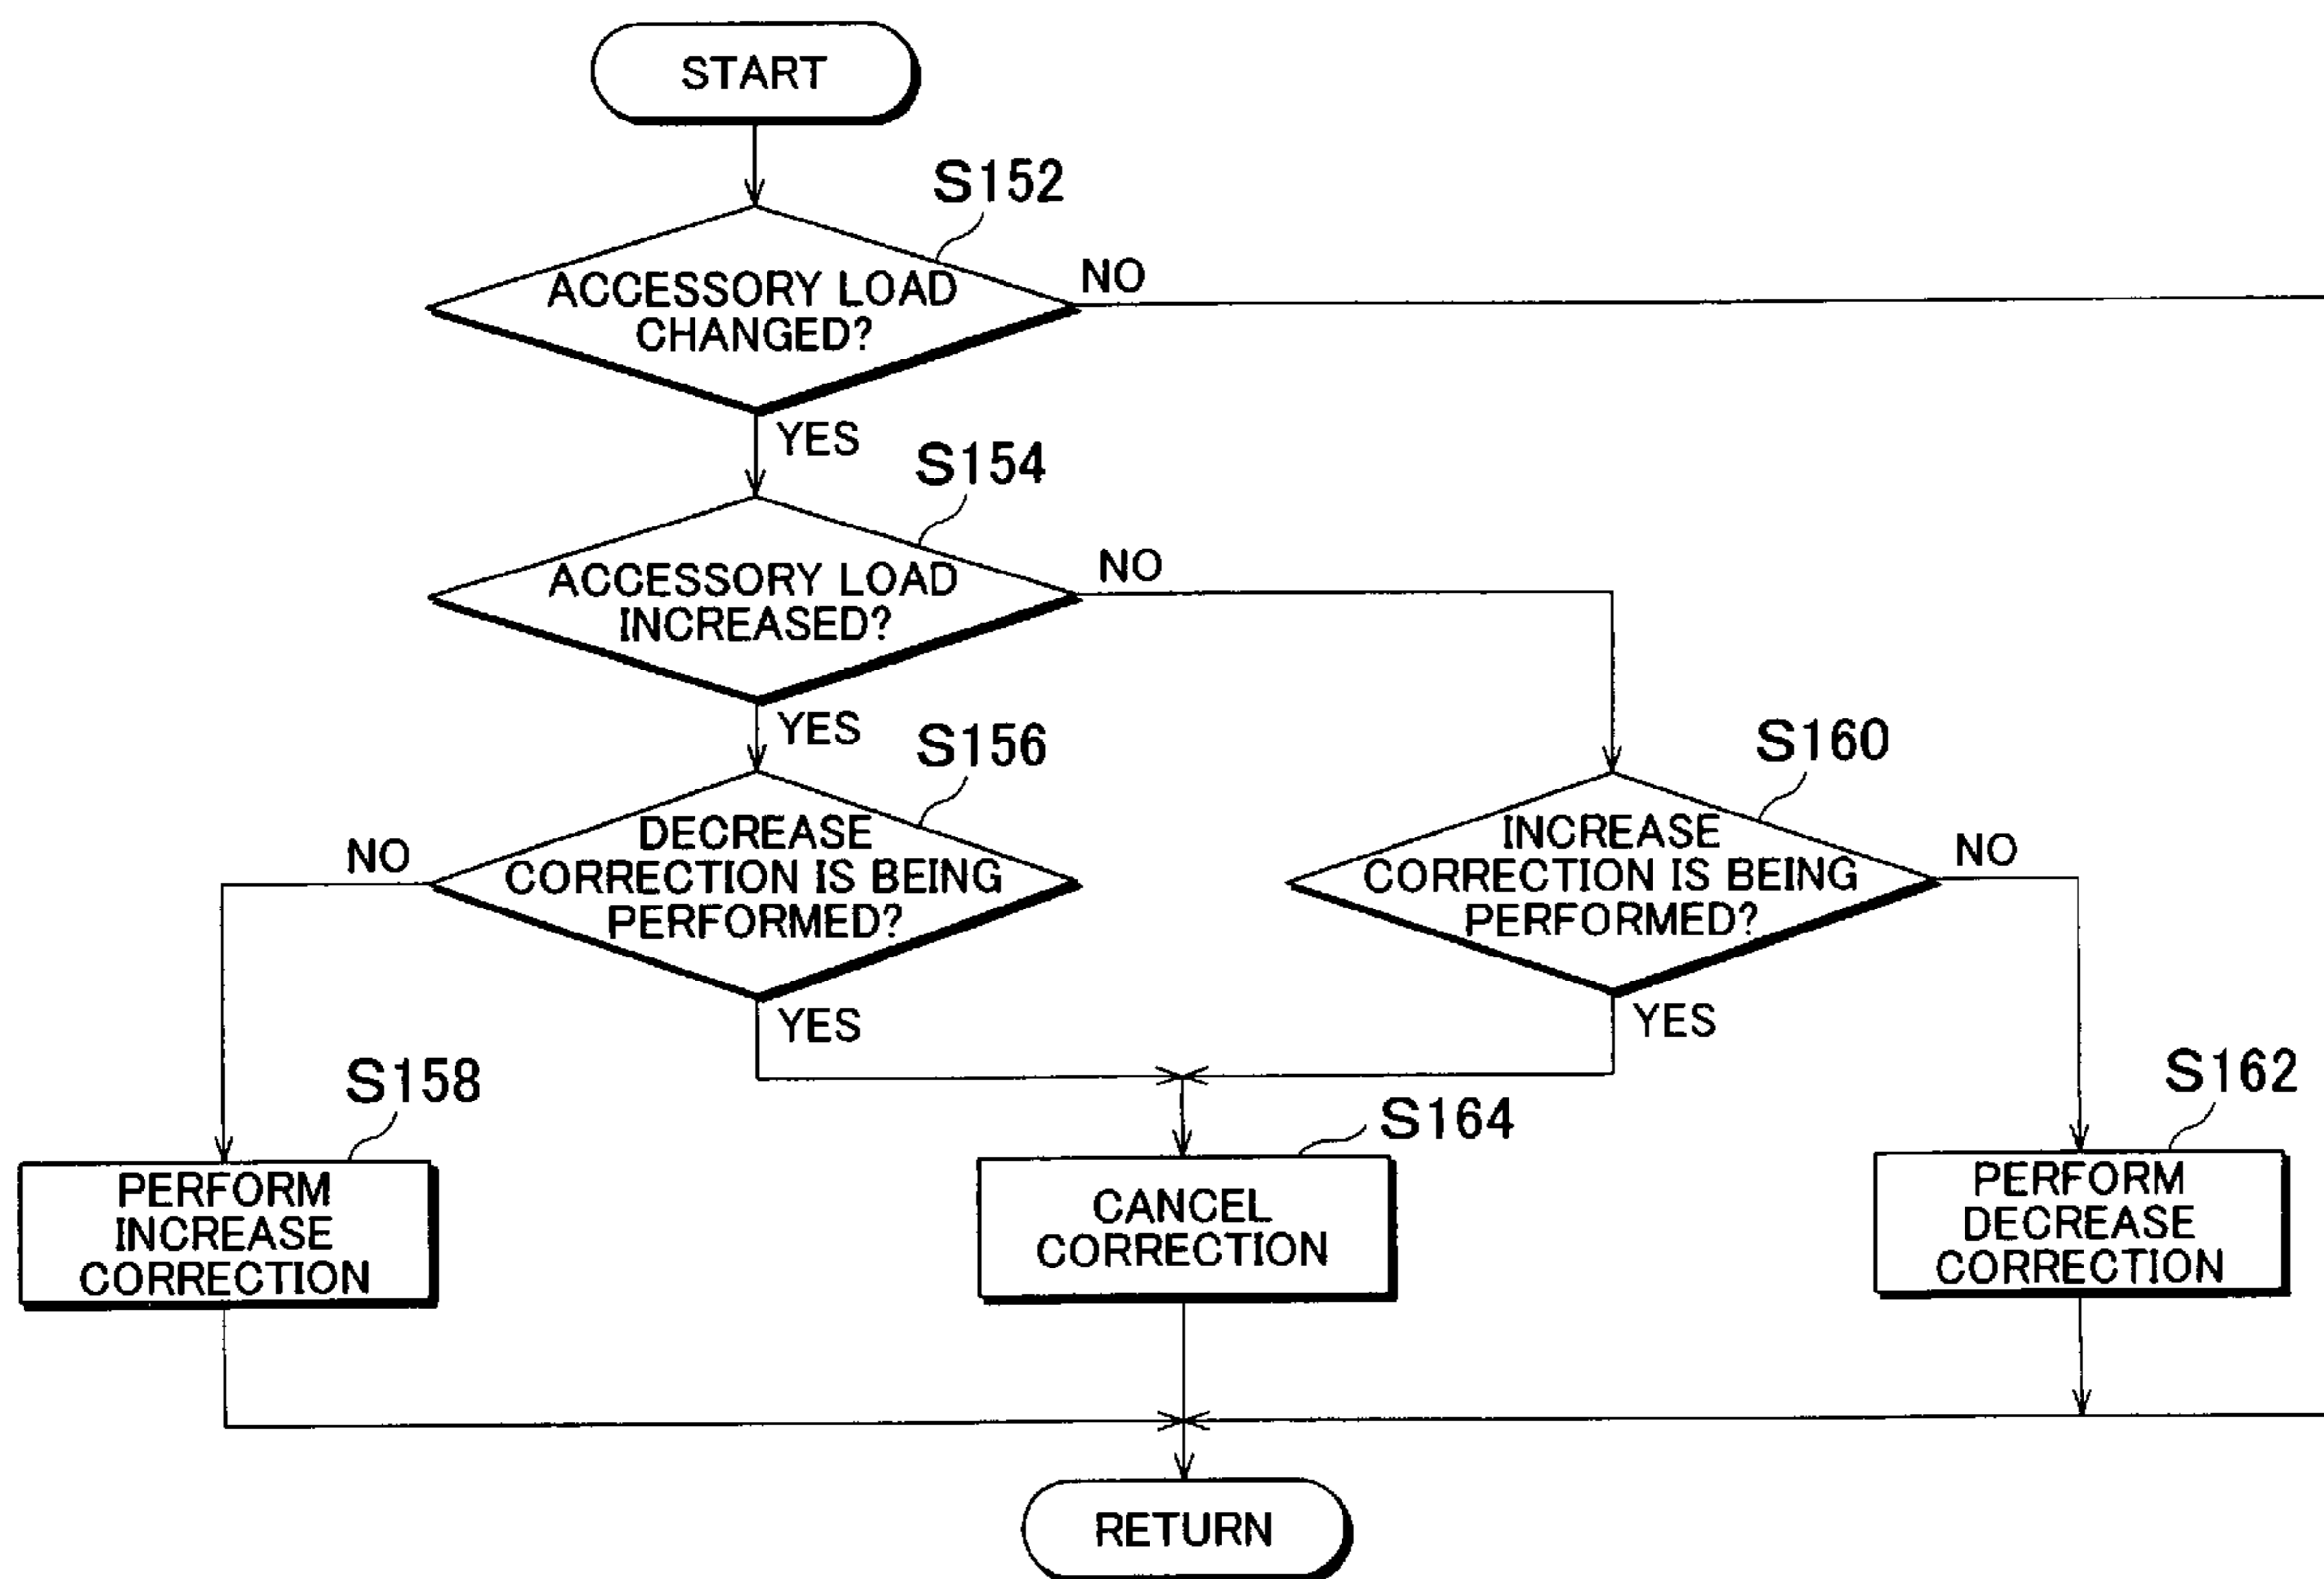 START
S152
ACCESSORY LOAD
CHANGED?
NO
YES
S154
ACCESSORY LOAD
INCREASED?
NO
YES
S156
DECREASE
CORRECTION IS BEING
PERFORMED?
NO
YES
S160
INCREASE
CORRECTION IS BEING
PERFORMED?
NO
YES
S158
PERFORM
INCREASE
CORRECTION
S164
CANCEL
CORRECTION
S162
PERFORM
DECREASE
CORRECTION
RETURN